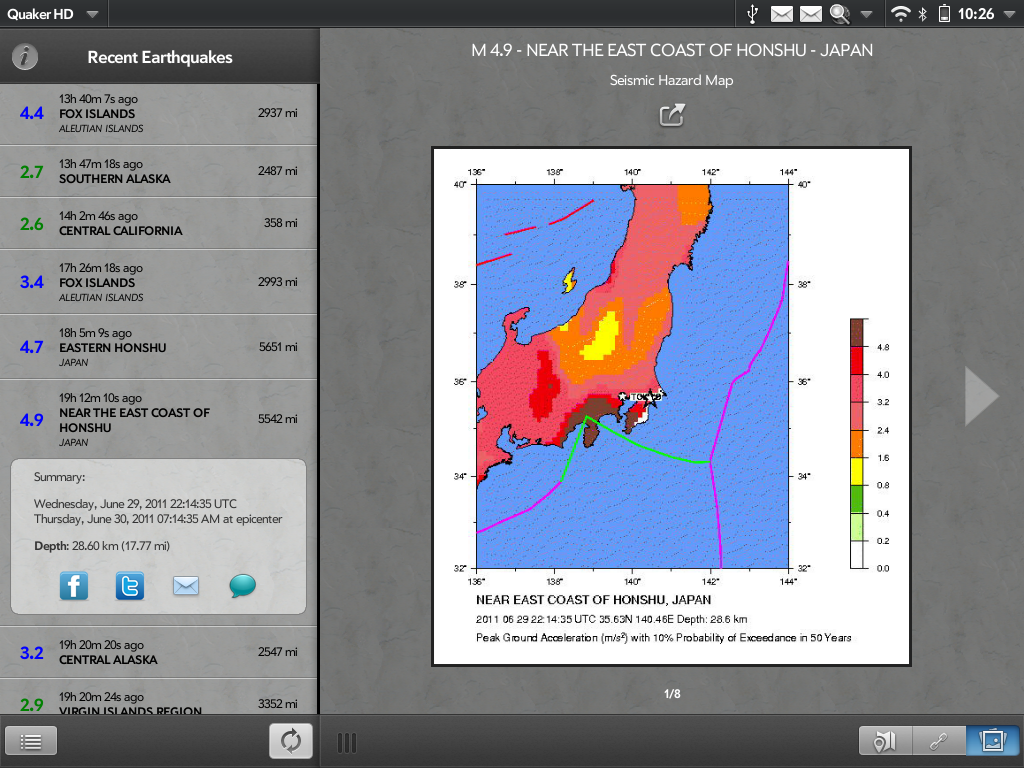 Quaker HD
10:26
Recent Earthquakes
4.4
13h 40m 7s ago
FOX ISLANDS
ALEUTIAN ISLANDS
2937 mi
2.7
13h 47m 18s ago
SOUTHERN ALASKA
2487 mi
2.6
14h 2m 46s ago
CENTRAL CALIFORNIA
358 mi
3.4
17h 26m 18s ago
FOX ISLANDS
ALEUTIAN ISLANDS
2993 mi
4.7
18h 5m 9s ago
EASTERN HONSHU
JAPAN
5651 mi
4.9
19h 12m 10s ago
NEAR THE EAST COAST OF
HONSHU
JAPAN
5542 mi
Summary:
Wednesday, June 29, 2011 22:14:35 UTC
Thursday, June 30, 2011 07:14:35 AM at epicenter
Depth: 28.60 km (17.77 mi)
3.2
19h 20m 20s ago
CENTRAL ALASKA
2547 mi
2.9
19h 20m 24s ago
VIRGIN ISLANDS REGION
3352 mi
M 4.9 - NEAR THE EAST COAST OF HONSHU - JAPAN
Seismic Hazard Map
136° 138° 140° 142° 144°
40° 40°
38° 38°
36° 36°
34° 34°
32° 32°
136° 138° 140° 142° 144°
TOKYO
4.8
4.0
3.2
2.4
1.6
0.8
0.4
0.2
0.0
NEAR EAST COAST OF HONSHU, JAPAN
2011 06 29 22:14:35 UTC 35.63N 140.46E Depth: 28.6 km
Peak Ground Acceleration (m/s²) with 10% Probability of Exceedance in 50 Years
1/8